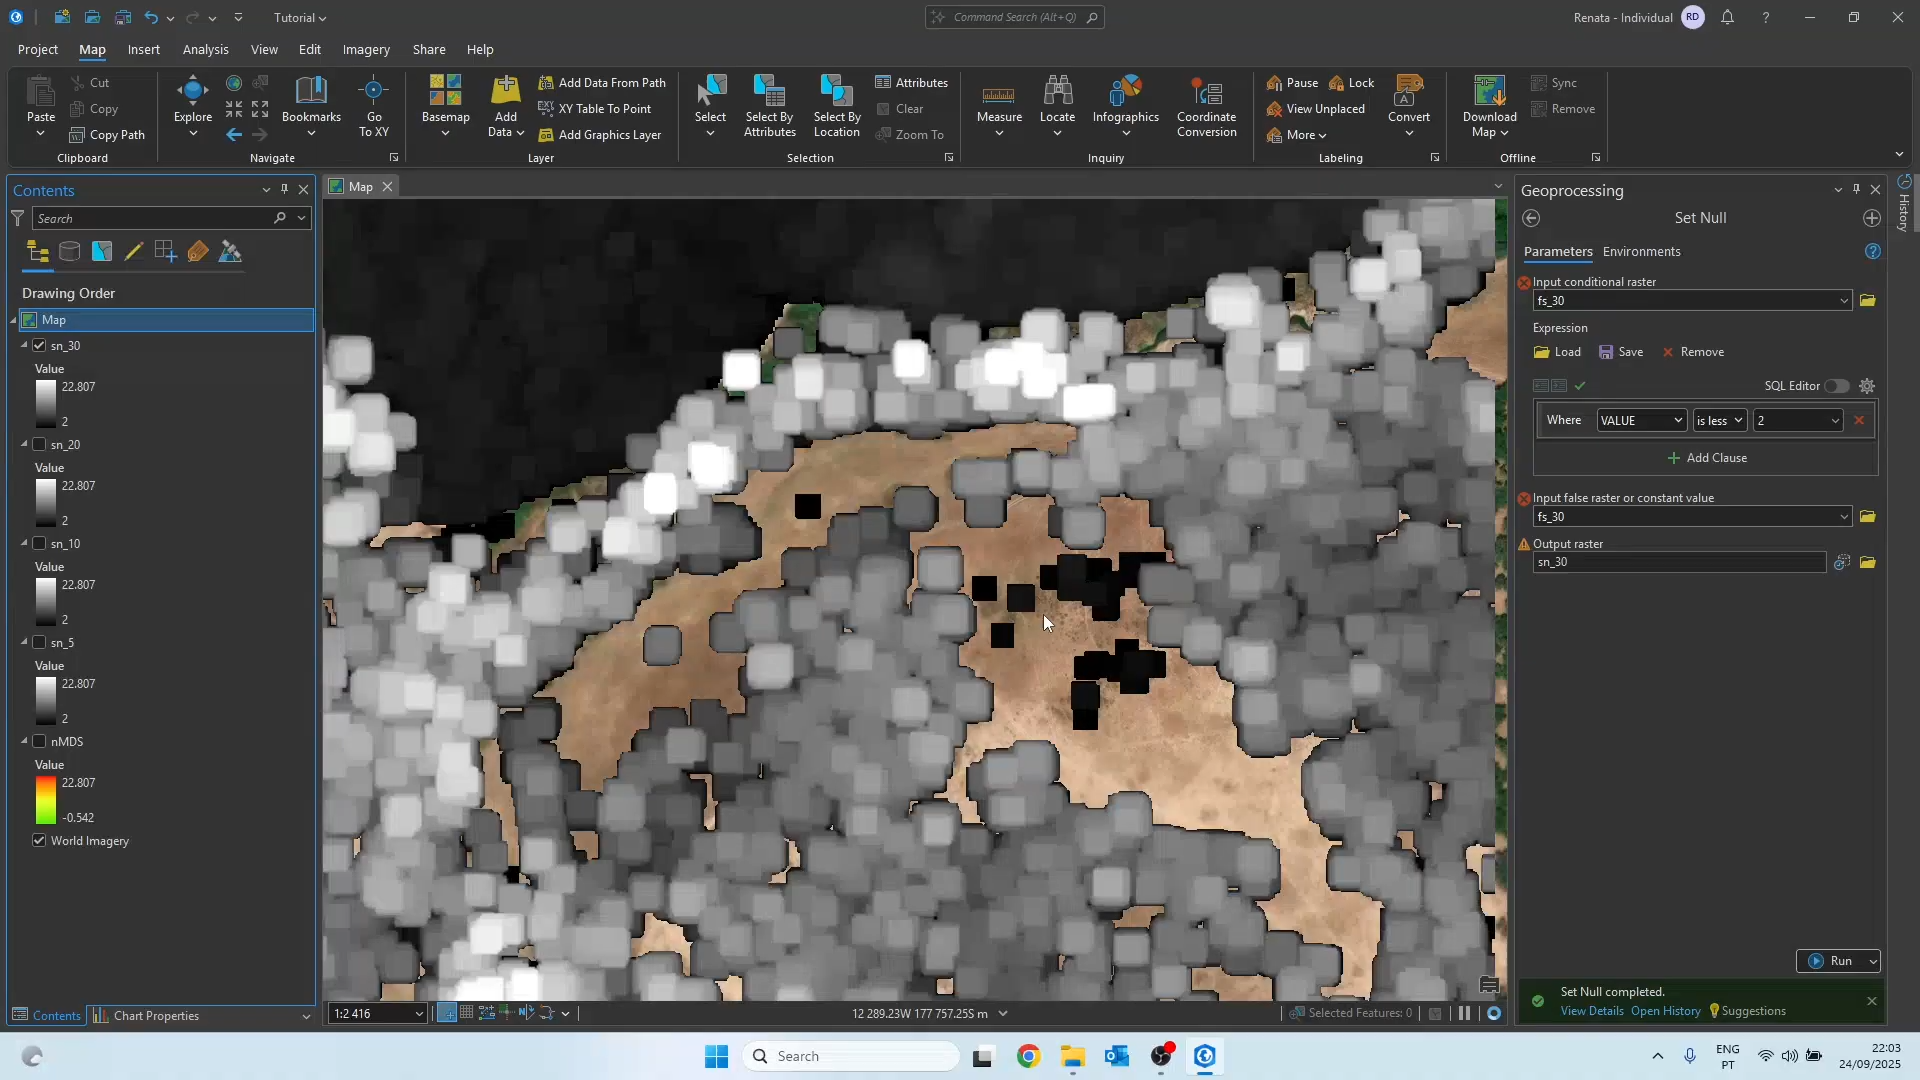 Tutorial
Command Search (Alt+Q)
Renata - Individual
RD
?
Project
Map
Insert
Analysis
View
Edit
Imagery
Share
Help
Paste
Cut
Copy
Copy Path
Clipboard
Explore
Bookmarks
Go To XY
Navigate
Basemap
Add Data
Add Data From Path
XY Table To Point
Add Graphics Layer
Layer
Select
Select By Attributes
Select By Location
Attributes
Clear
Zoom To
Selection
Measure
Locate
Infographics
Coordinate Conversion
Inquiry
Pause
Lock
View Unplaced
More
Convert
Labeling
Download Map
Sync
Remove
Offline
Contents
Search
Drawing Order
Map
sn_30
Value
22.807
2
sn_20
Value
22.807
2
sn_10
Value
22.807
2
sn_5
Value
22.807
2
nMDS
Value
22.807
-0.542
World Imagery
Contents
Chart Properties
Map
1:2 416
12 289.23W 177 757.25S m
Selected Features: 0
Geoprocessing
Set Null
Parameters
Environments
Input conditional raster
fs_30
Expression
Load
Save
Remove
SQL Editor
Where
VALUE
is less
2
Add Clause
Input false raster or constant value
fs_30
Output raster
sn_30
Run
Set Null completed.
View Details
Open History
Suggestions
History
Search
ENG
PT
22:03
24/09/2025